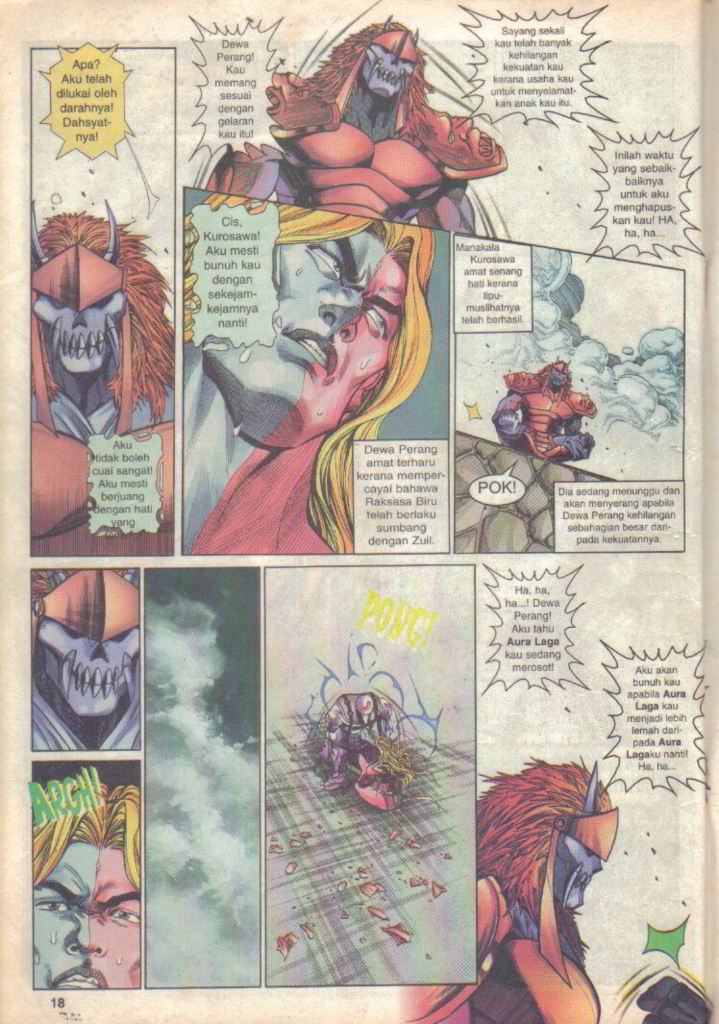 Apa?
Aku telah
dilukai oleh
darahnya!
Dahsyat-
nya!
Dewa
Perang!
Kau
memang
sesuai
dengan
gelaran
kau itu!
Sayang sekali
kau telah banyak
kehilangan
kekuatan kau
kerana usaha kau
untuk menyelamat-
kan anak kau itu.
Inilah waktu
yang sebaik-
baiknya
untuk aku
menghapus-
kan kau! HA,
ha, ha...
Aku
tidak boleh
cuai sangat!
Aku mesti
berjuang
dengan hati
yang
Cis,
Kurosawa!
Aku mesti
bunuh kau
dengan
sekejam-
kejamnya
nanti!
Dewa Perang
amat terharu
kerana memper-
cayai bahawa
Raksasa Biru
telah berlaku
sumbang
dengan Zuil.
Manakala
Kurosawa
amat senang
hati kerana
tipu-
muslihatnya
telah berhasil.
POK!
Dia sedang menunggu dan
akan menyerang apabila
Dewa Perang kehilangan
sebahagian besar dari-
pada kekuatannya.
ARGH!
PONG!
Ha, ha,
ha...! Dewa
Perang!
Aku tahu
Aura Laga
kau sedang
merosot!
Aku akan
bunuh kau
apabila Aura
Laga kau
menjadi lebih
lemah dari-
pada Aura
Lagaku nanti!
Ha, ha...
18